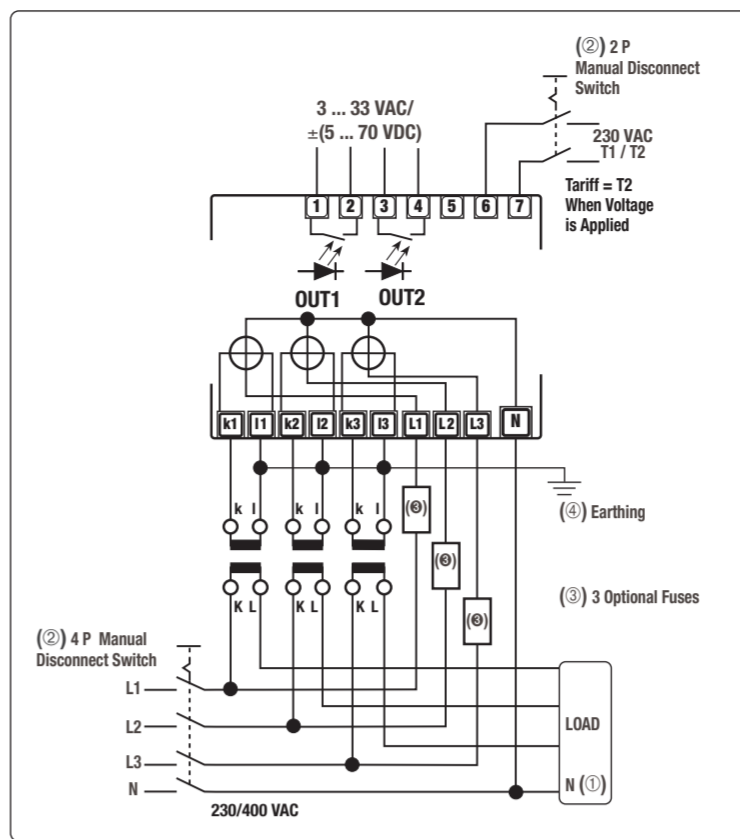 (②) 2 P
Manual Disconnect
Switch
3 ... 33 VAC/
±(5 ... 70 VDC)
230 VAC
T1 / T2
Tariff = T2
When Voltage
is Applied
1 2 3 4 5 6 7
OUT1 OUT2
k1 l1 k2 l2 k3 l3 L1 L2 L3 N
k l k l k l
(❸)
(④) Earthing
(❸)
(③) 3 Optional Fuses
(❸)
K L K L K L
(②) 4 P Manual
Disconnect Switch
L1
L2
LOAD
L3
N
N (①)
230/400 VAC